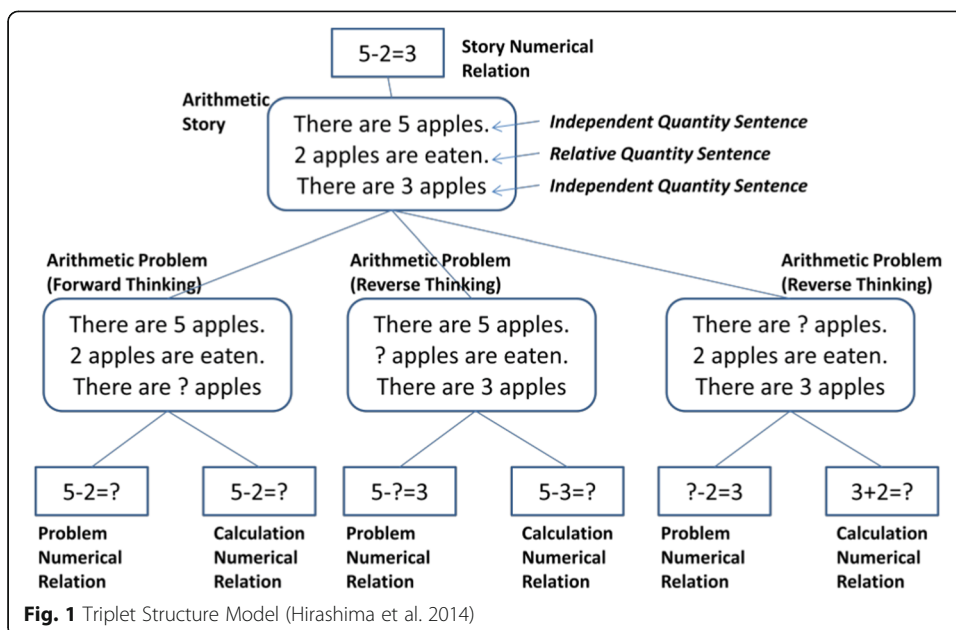 5-2=3
Story Numerical
Relation
Arithmetic
Story
There are 5 apples.
2 apples are eaten.
There are 3 apples
Independent Quantity Sentence
Relative Quantity Sentence
Independent Quantity Sentence
Arithmetic Problem
(Forward Thinking)
There are 5 apples.
2 apples are eaten.
There are ? apples
Arithmetic Problem
(Reverse Thinking)
There are 5 apples.
? apples are eaten.
There are 3 apples
Arithmetic Problem
(Reverse Thinking)
There are ? apples.
2 apples are eaten.
There are 3 apples
5-2=?
Problem
Numerical
Relation
5-2=?
Calculation
Numerical
Relation
5-?=3
Problem
Numerical
Relation
5-3=?
Calculation
Numerical
Relation
?-2=3
Problem
Numerical
Relation
3+2=?
Calculation
Numerical
Relation
Fig. 1 Triplet Structure Model (Hirashima et al. 2014)